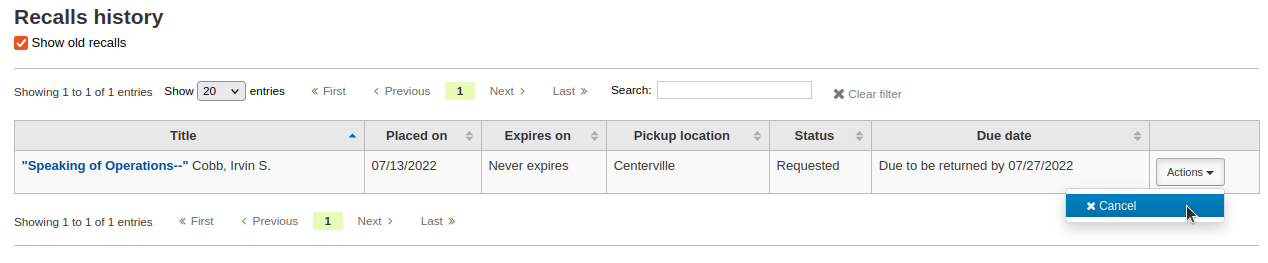 Recalls history
Show old recalls
Showing 1 to 1 of 1 entries Show 20 entries « First ‹ Previous 1 Next › Last » Search: ✖ Clear filter
Title Placed on Expires on Pickup location Status Due date
"Speaking of Operations--" Cobb, Irvin S. 07/13/2022 Never expires Centerville Requested Due to be returned by 07/27/2022 Actions
✖ Cancel
Showing 1 to 1 of 1 entries « First ‹ Previous 1 Next › Last »